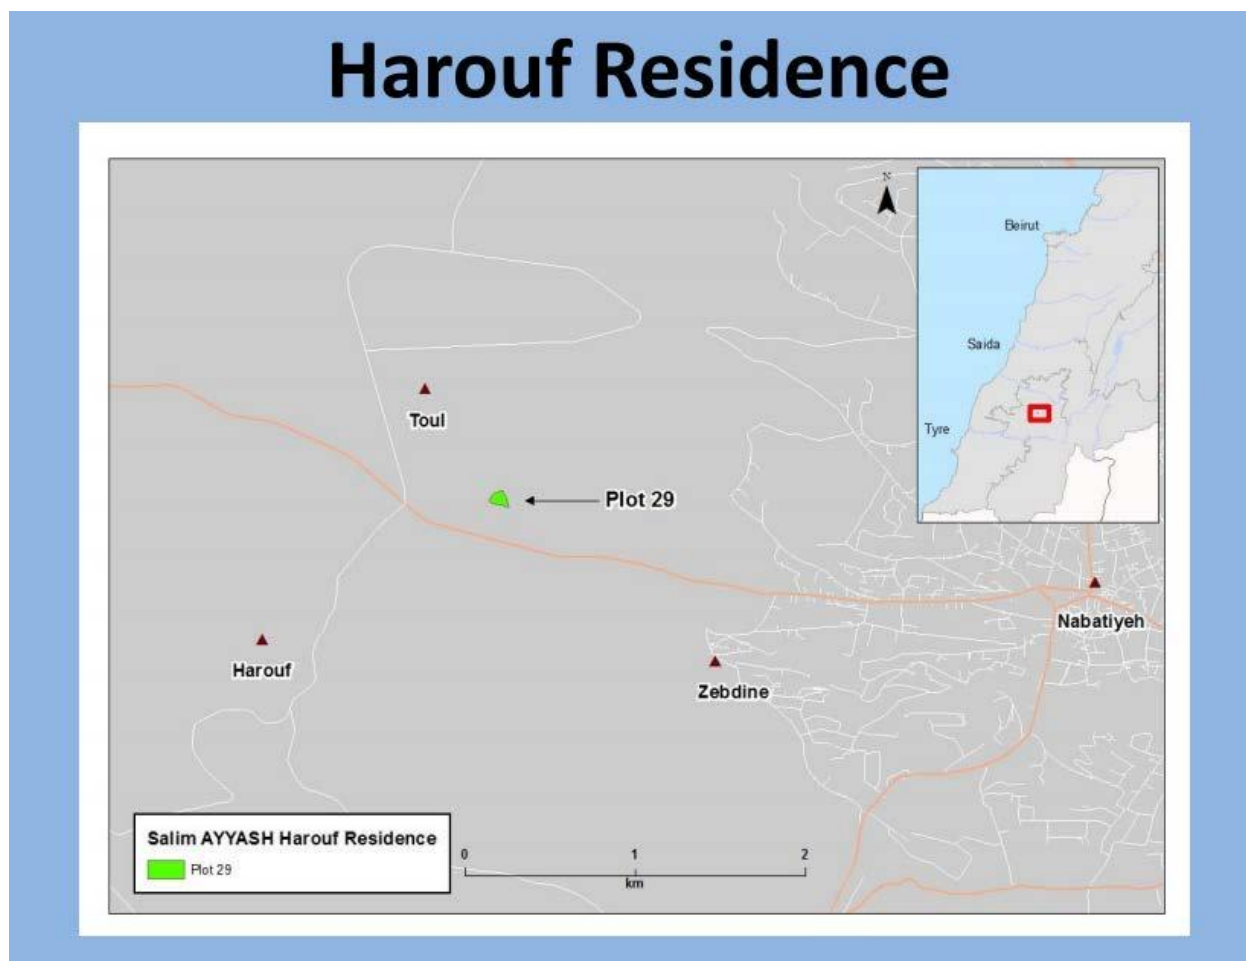 Harouf Residence
N
Beirut
Saida
Tyre
Toul
Plot 29
Nabatiyeh
Harouf
Zebdine
Salim AYYASH Harouf Residence
Plot 29
0 1 2
km